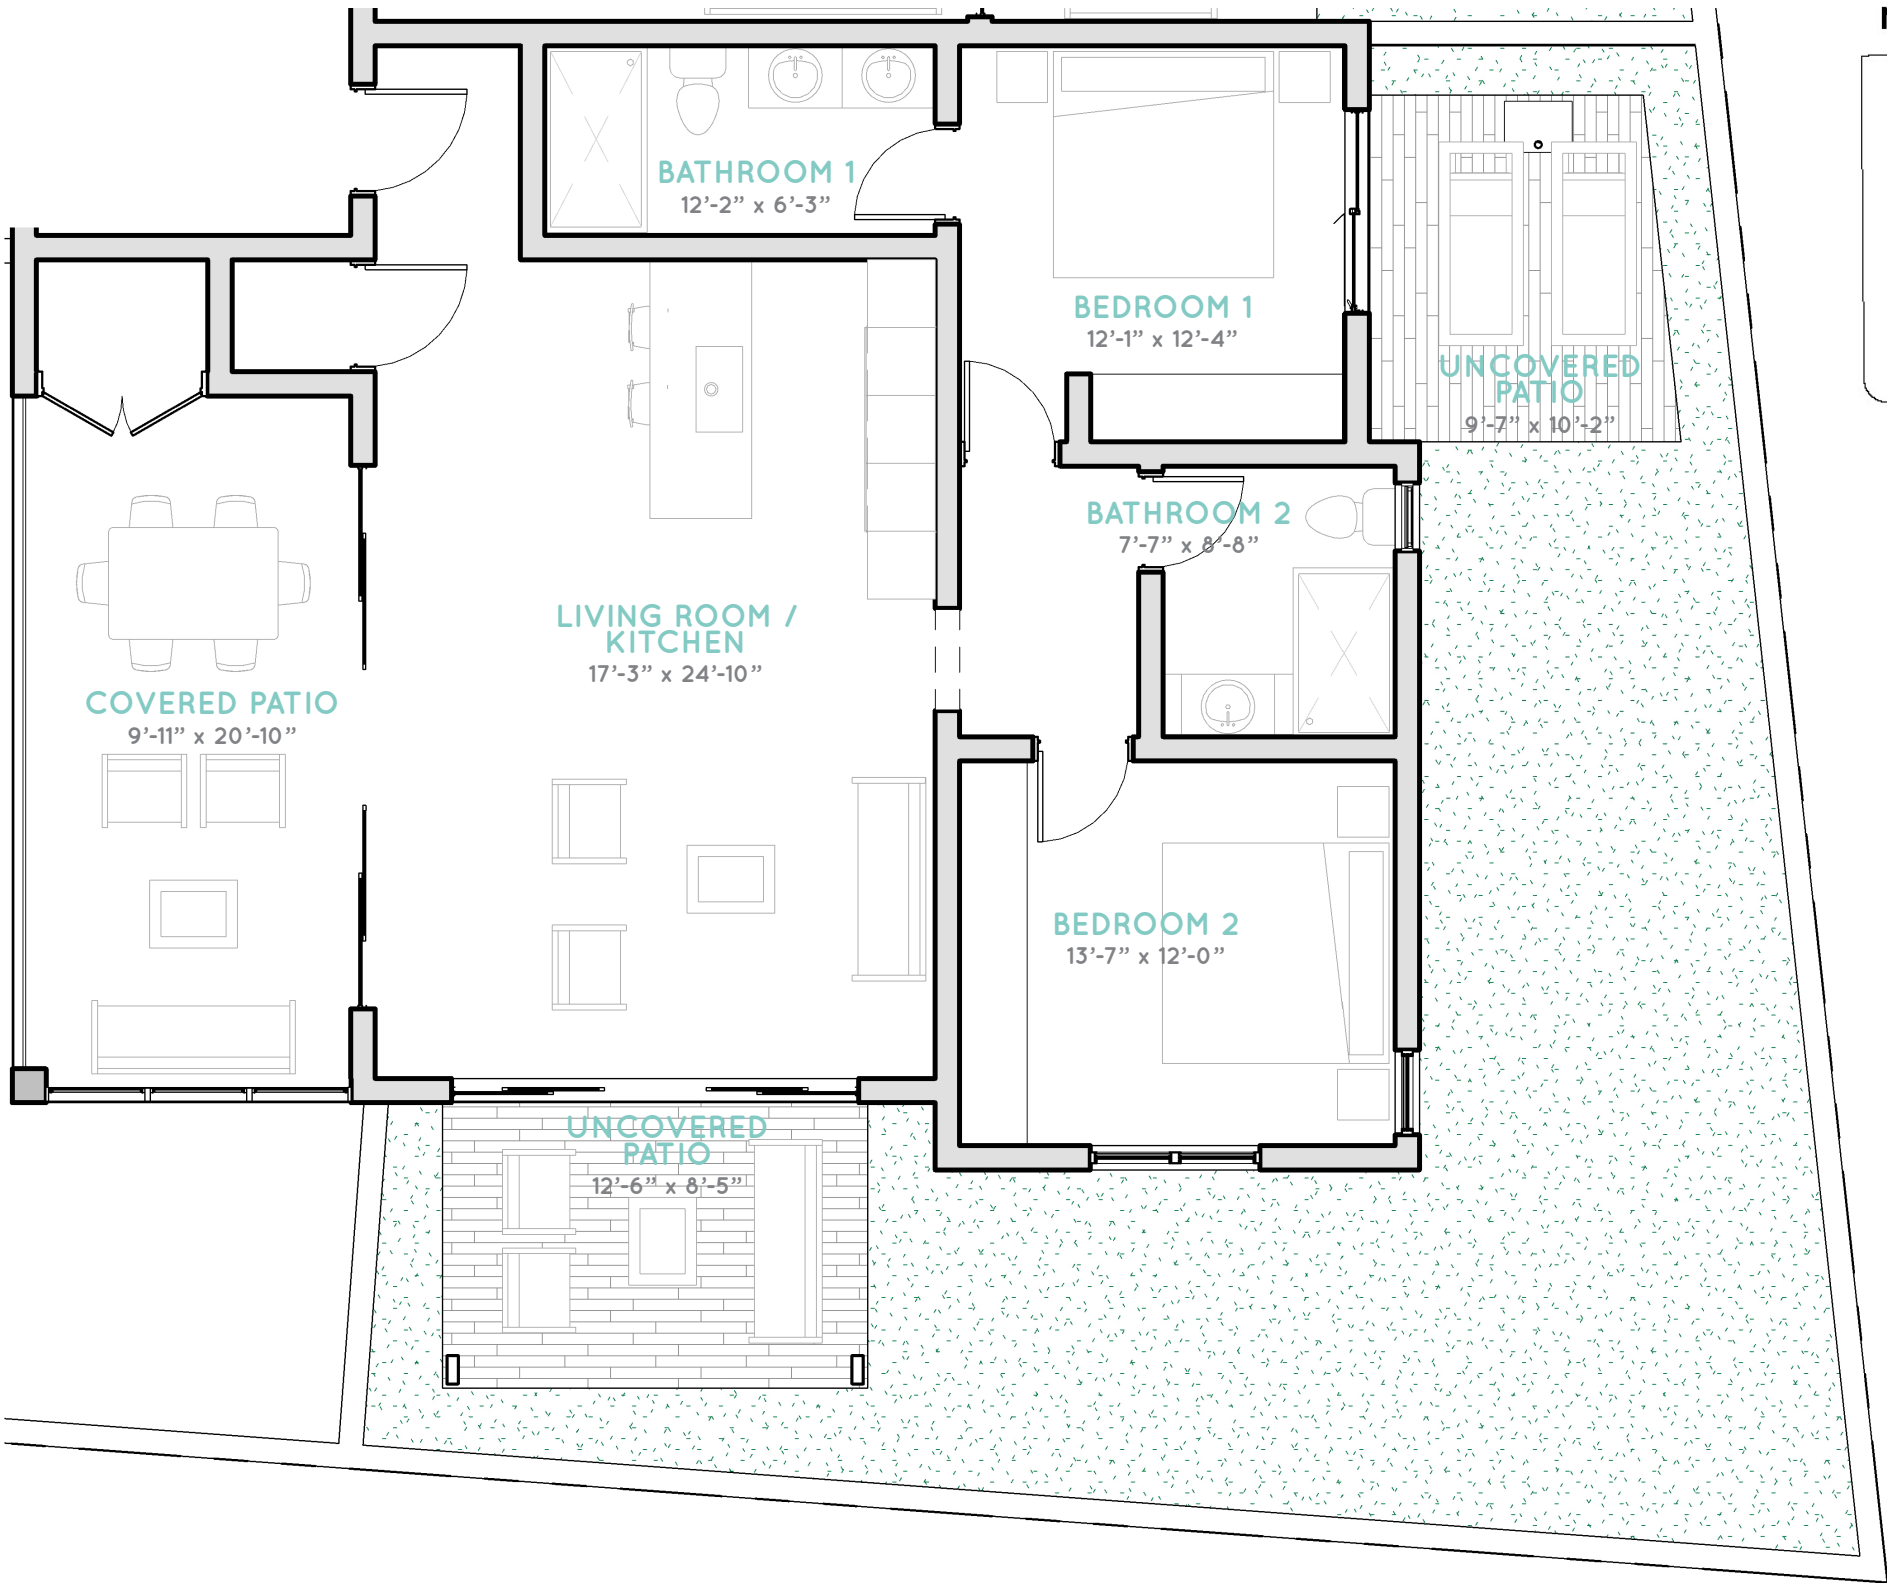 BATHROOM 1
12’-2” x 6’-3”
BEDROOM 1
12’-1” x 12’-4”
UNCOVERED
PATIO
9’-7” x 10’-2”
BATHROOM 2
7’-7” x 8’-8”
LIVING ROOM /
KITCHEN
17’-3” x 24’-10”
COVERED PATIO
9’-11” x 20’-10”
BEDROOM 2
13’-7” x 12’-0”
UNCOVERED
PATIO
12’-6” x 8’-5”